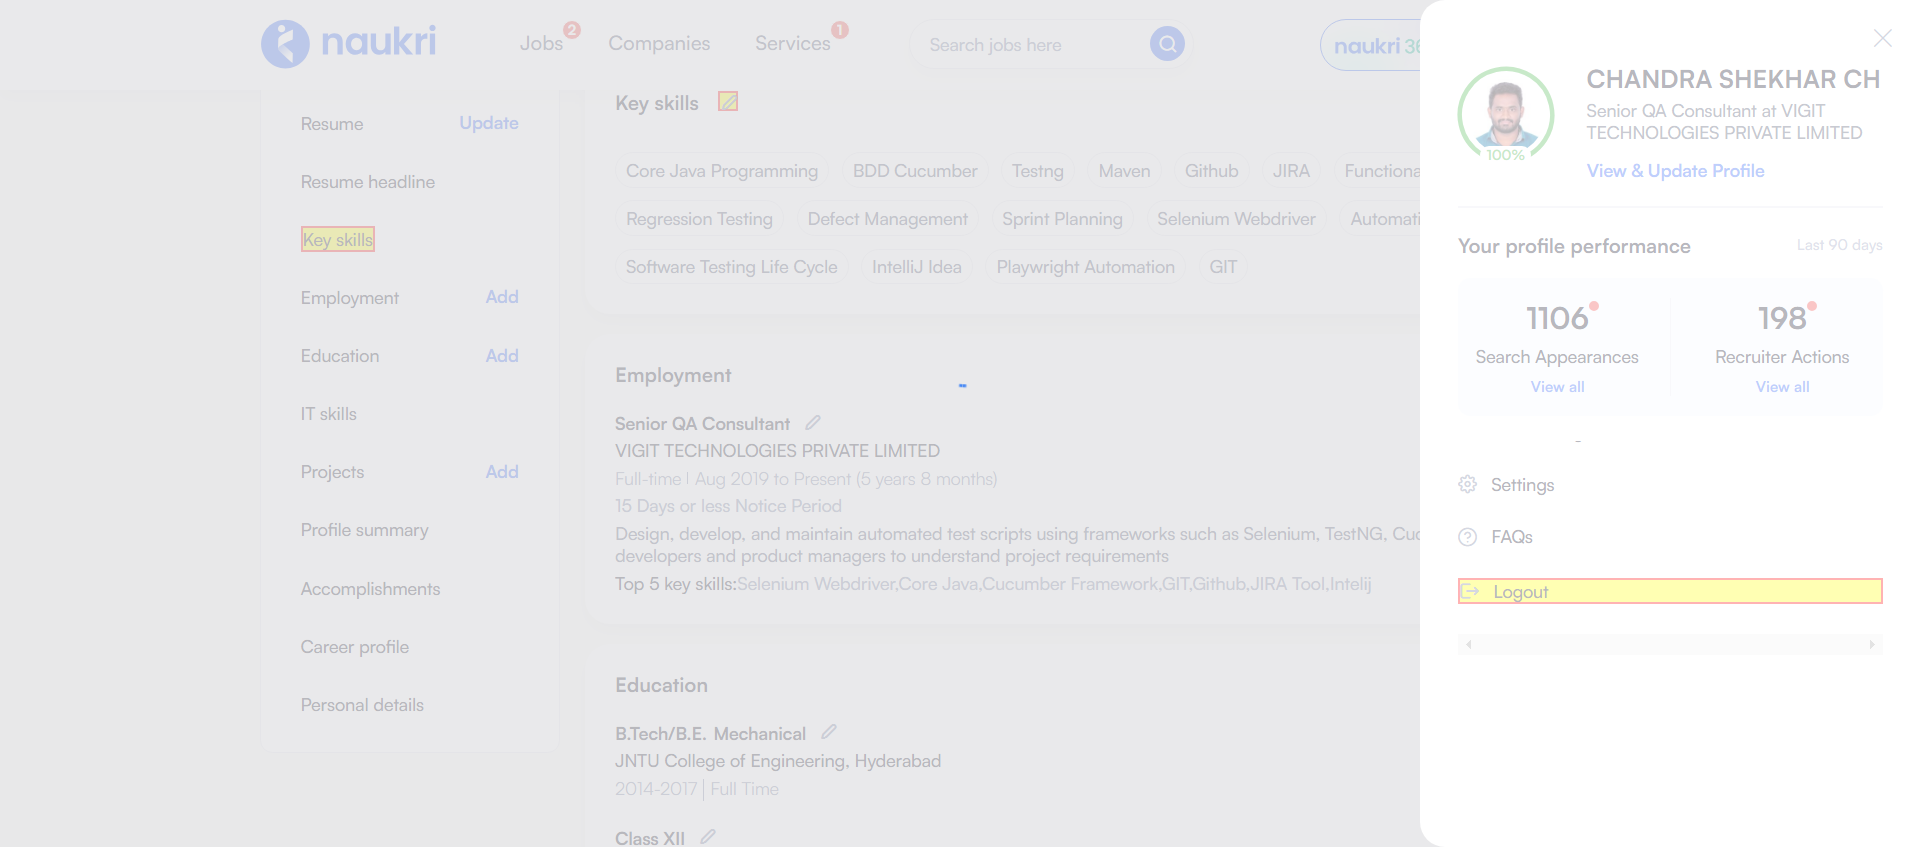 naukri
Jobs 2
Companies
Services 1
Search jobs here
naukri 36
Resume Update
Resume headline
Key skills
Employment Add
Education Add
IT skills
Projects Add
Profile summary
Accomplishments
Career profile
Personal details
Key skills
Core Java Programming BDD Cucumber Testng Maven Github JIRA Functiona
Regression Testing Defect Management Sprint Planning Selenium Webdriver Automati
Software Testing Life Cycle IntelliJ Idea Playwright Automation GIT
Employment
Senior QA Consultant
VIGIT TECHNOLOGIES PRIVATE LIMITED
Full-time | Aug 2019 to Present (5 years 8 months)
15 Days or less Notice Period
Design, develop, and maintain automated test scripts using frameworks such as Selenium, TestNG, Cuc
developers and product managers to understand project requirements
Top 5 key skills:Selenium Webdriver,Core Java,Cucumber Framework,GIT,Github,JIRA Tool,Intelij
Education
B.Tech/B.E. Mechanical
JNTU College of Engineering, Hyderabad
2014-2017 | Full Time
Class XII
CHANDRA SHEKHAR CH
Senior QA Consultant at VIGIT
TECHNOLOGIES PRIVATE LIMITED
100%
View & Update Profile
Your profile performance Last 90 days
1106 198
Search Appearances Recruiter Actions
View all View all
Settings
FAQs
Logout